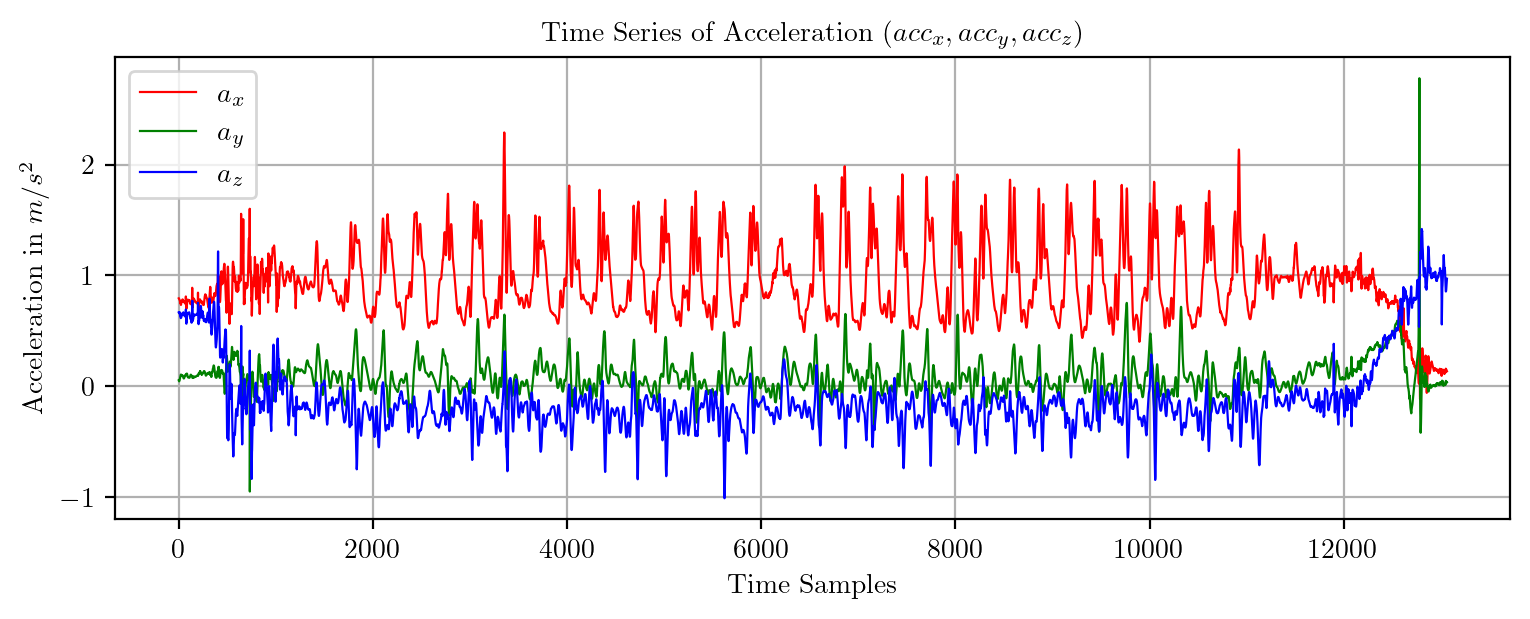 Time Series of Acceleration (acc_x, acc_y, acc_z)
a_x
a_y
a_z
Acceleration in m/s^2
2
1
0
−1
0 2000 4000 6000 8000 10000 12000
Time Samples